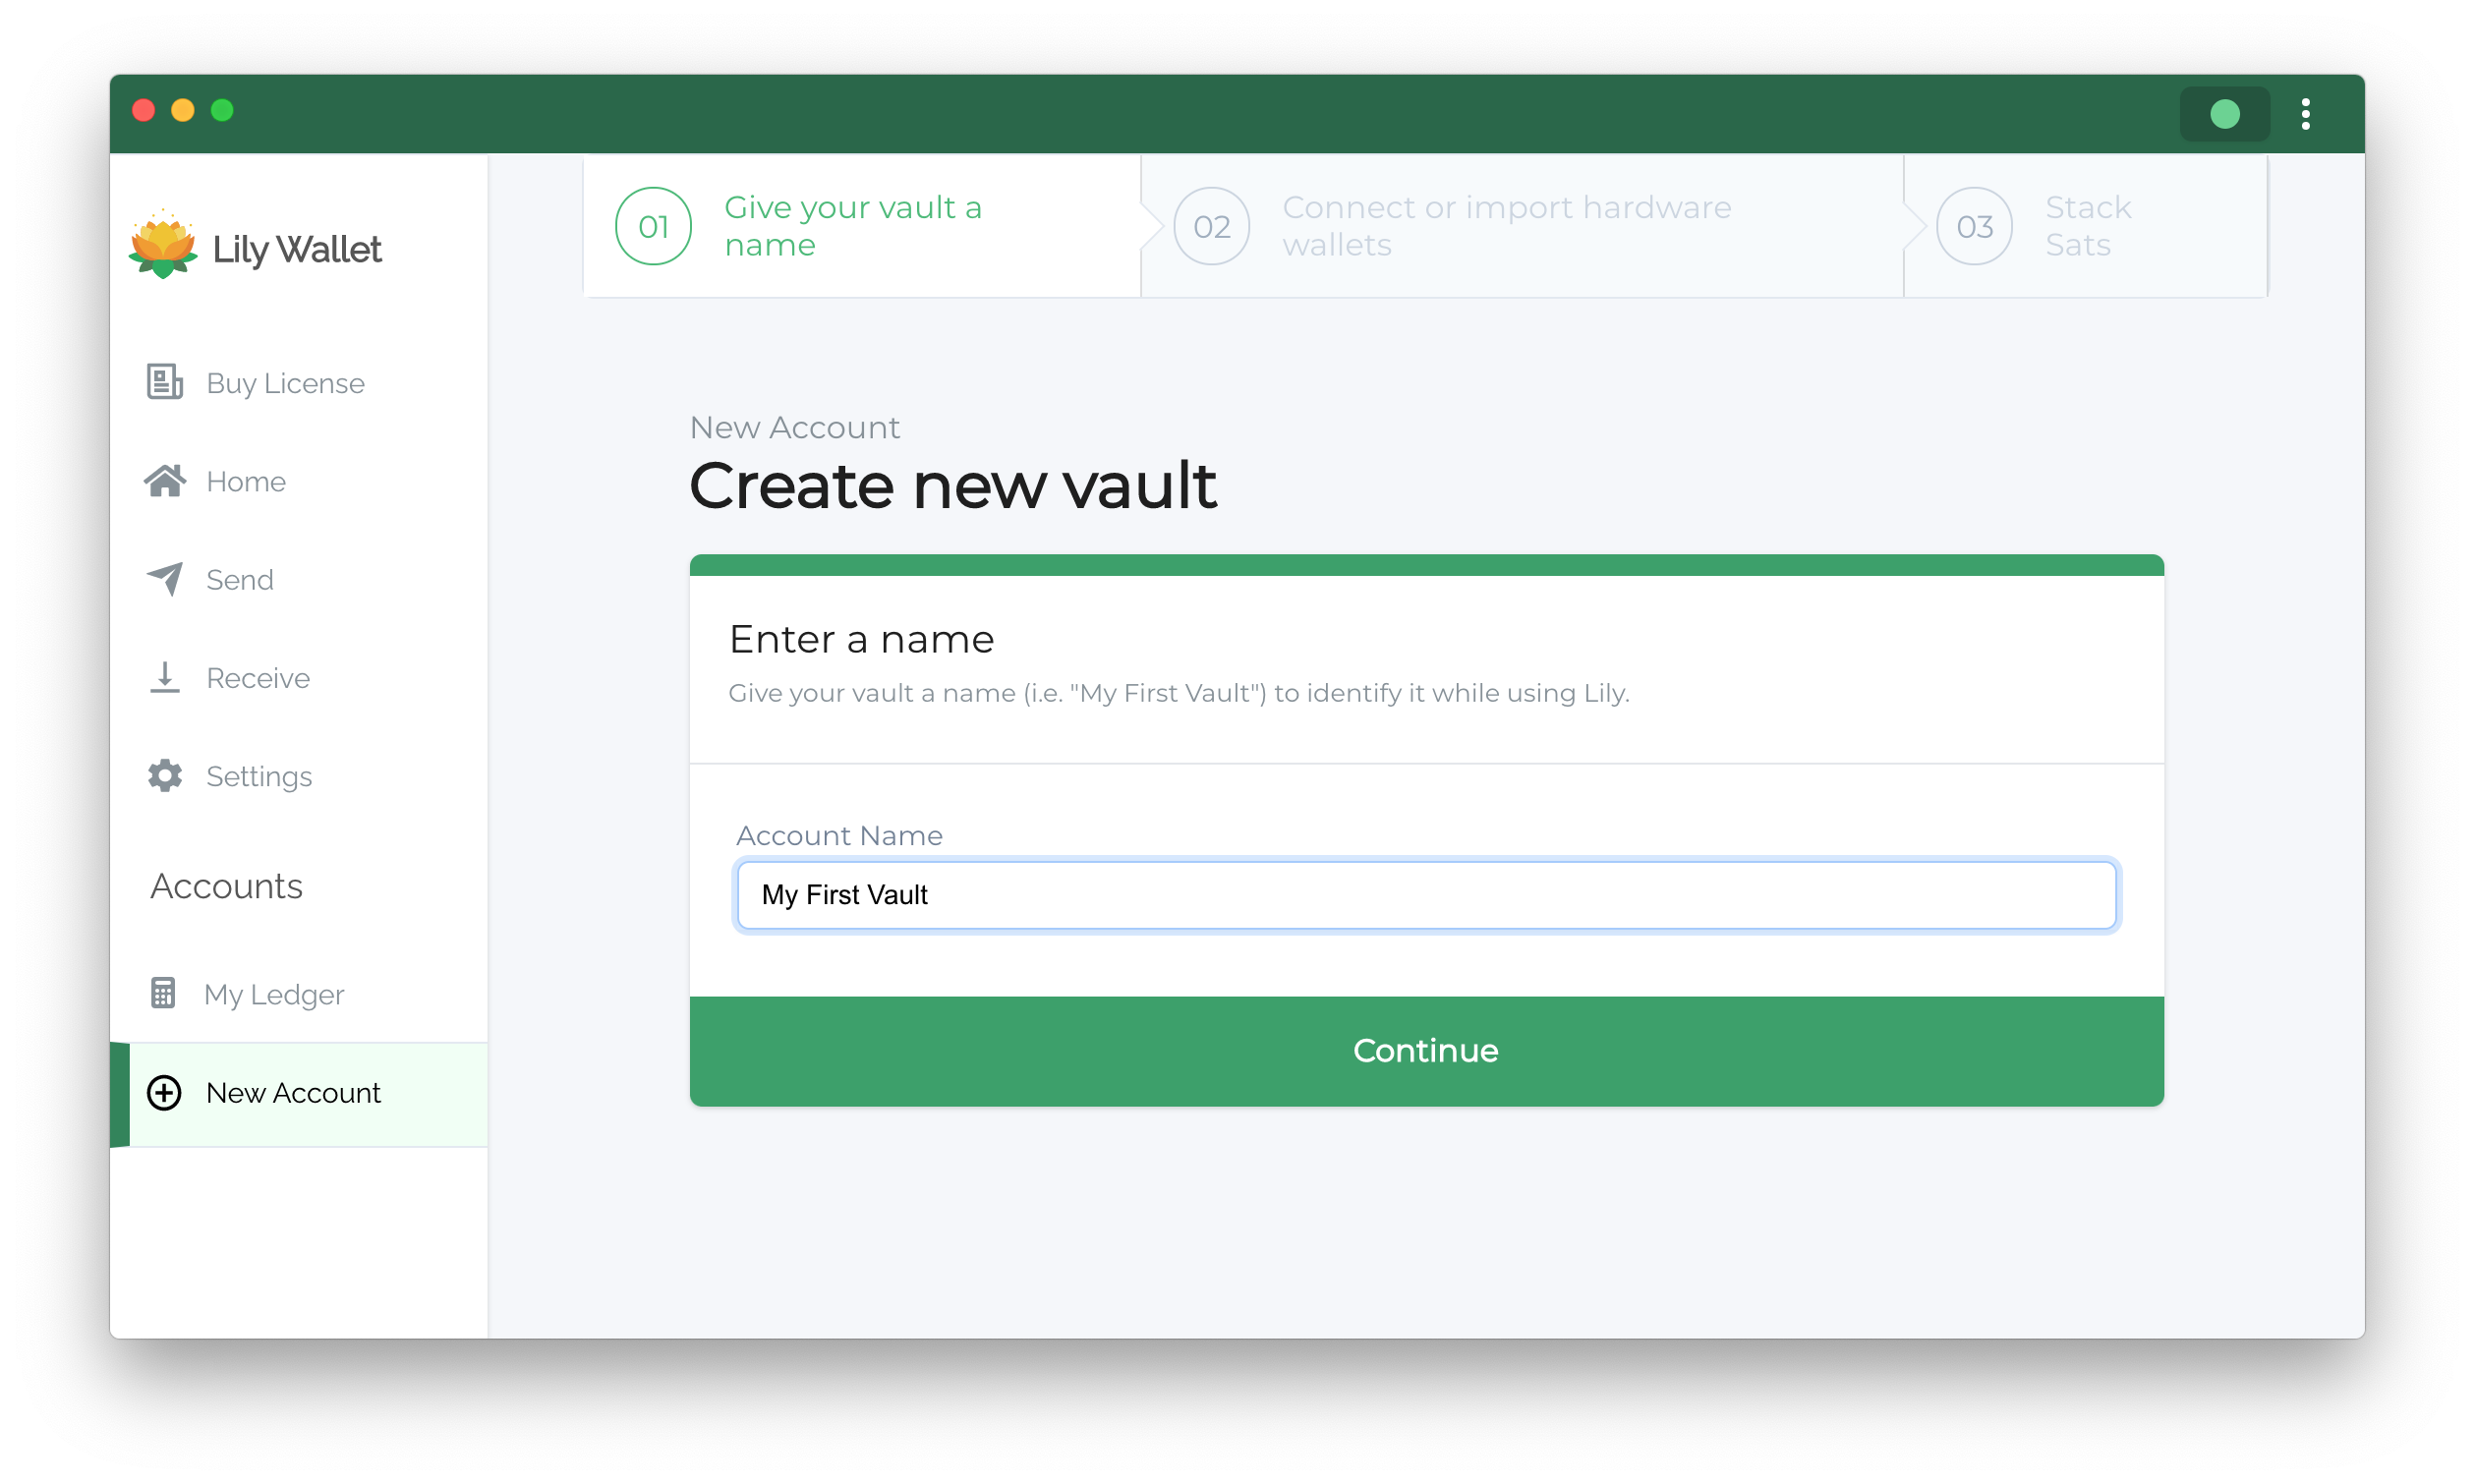 Lily Wallet
Buy License
Home
Send
Receive
Settings
Accounts
My Ledger
New Account
01
Give your vault a
name
02
Connect or import hardware
wallets
03
Stack
Sats
New Account
Create new vault
Enter a name
Give your vault a name (i.e. "My First Vault") to identify it while using Lily.
Account Name
My First Vault
Continue